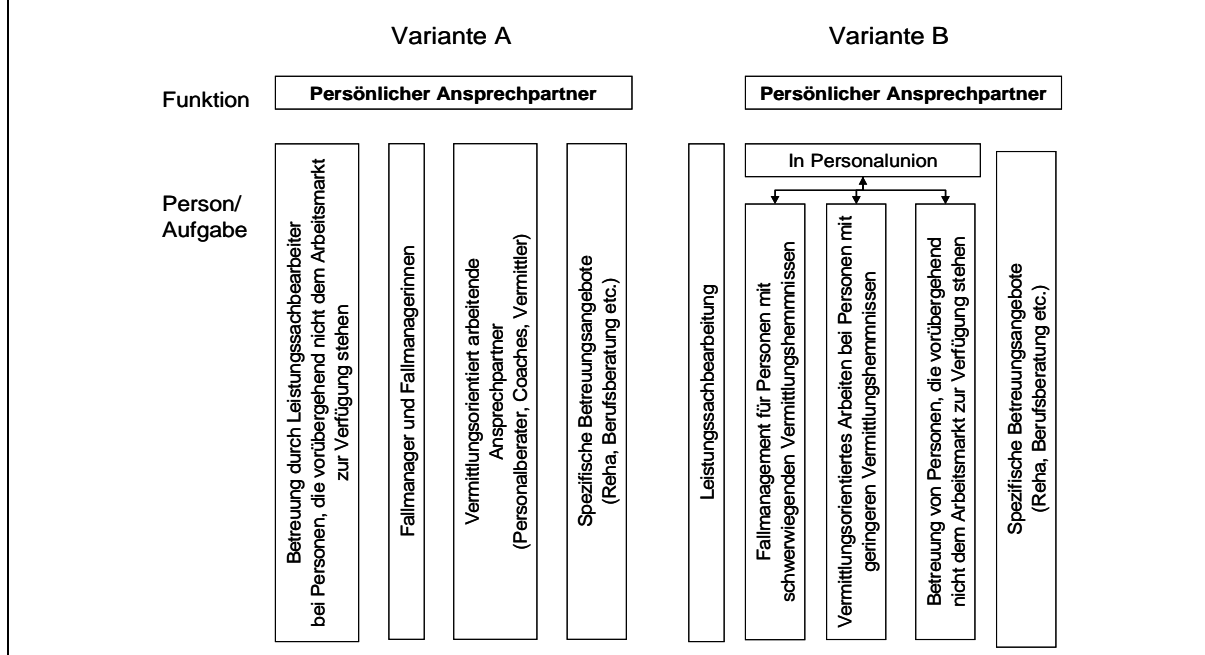 Variante A
Variante B
Funktion
Persönlicher Ansprechpartner
Persönlicher Ansprechpartner
Person/
Aufgabe
Betreuung durch Leistungssachbearbeiter
bei Personen, die vorübergehend nicht dem Arbeitsmarkt
zur Verfügung stehen
Fallmanager und Fallmanagerinnen
Vermittlungsorientiert arbeitende
Ansprechpartner
(Personalberater, Coaches, Vermittler)
Spezifische Betreuungsangebote
(Reha, Berufsberatung etc.)
Leistungssachbearbeitung
In Personalunion
Fallmanagement für Personen mit
schwerwiegenden Vermittlungshemmnissen
Vermittlungsorientiertes Arbeiten bei Personen mit
geringeren Vermittlungshemmnissen
Betreuung von Personen, die vorübergehend
nicht dem Arbeitsmarkt zur Verfügung stehen
Spezifische Betreuungsangebote
(Reha, Berufsberatung etc.)